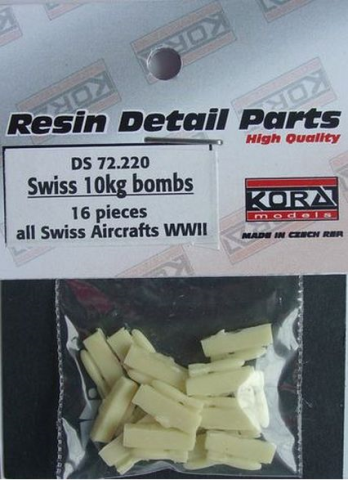 Resin Detail Parts
High Quality
DS 72.220
Swiss 10kg bombs
16 pieces
all Swiss Aircrafts WWII
KORA
models
MADE IN CZECH REP.